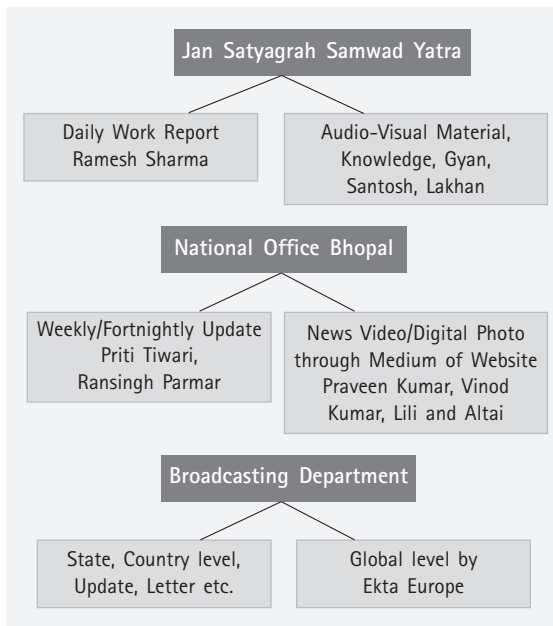 Jan Satyagrah Samwad Yatra
Daily Work Report
Ramesh Sharma
Audio-Visual Material,
Knowledge, Gyan,
Santosh, Lakhan
National Office Bhopal
Weekly/Fortnightly Update
Priti Tiwari,
Ransingh Parmar
News Video/Digital Photo
through Medium of Website
Praveen Kumar, Vinod
Kumar, Lili and Altai
Broadcasting Department
State, Country level,
Update, Letter etc.
Global level by
Ekta Europe